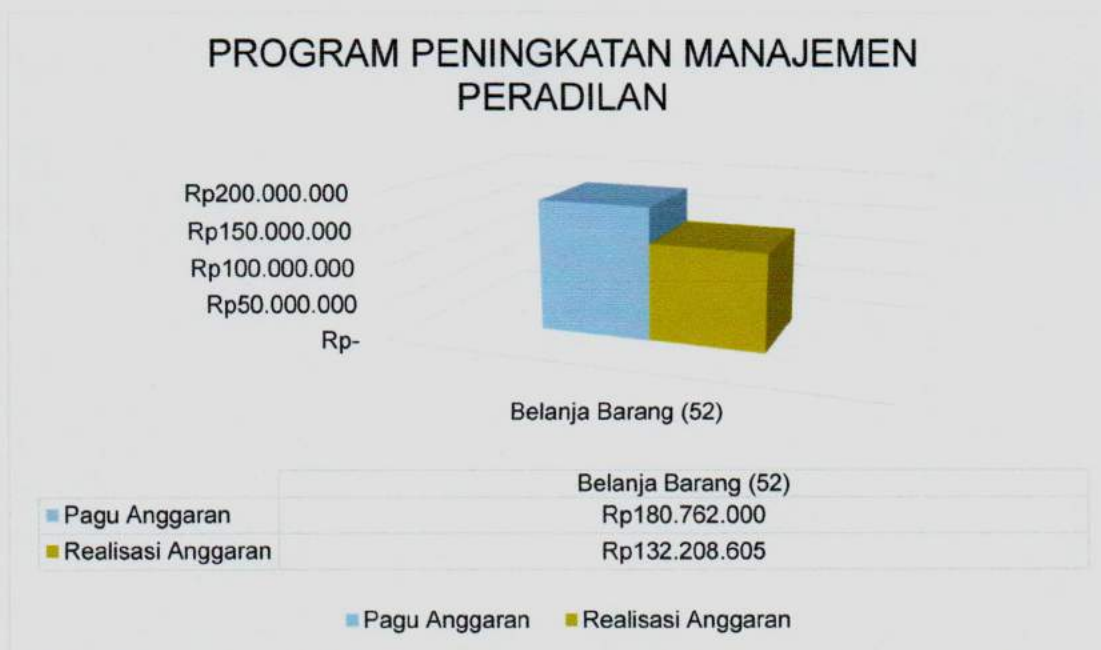 PROGRAM PENINGKATAN MANAJEMEN
PERADILAN
Rp200.000.000
Rp150.000.000
Rp100.000.000
Rp50.000.000
Rp-
Belanja Barang (52)
Belanja Barang (52)
Pagu Anggaran Rp180.762.000
Realisasi Anggaran Rp132.208.605
Pagu Anggaran Realisasi Anggaran